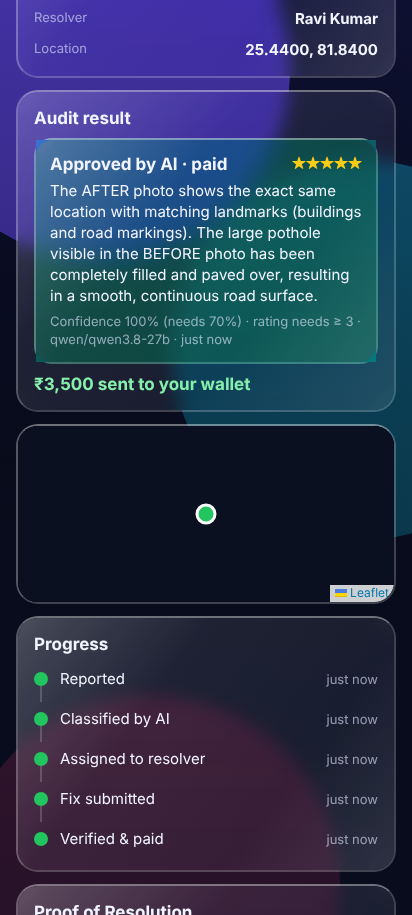 Resolver Ravi Kumar
Location 25.4400, 81.8400
Audit result
Approved by AI · paid ★★★★★
The AFTER photo shows the exact same
location with matching landmarks (buildings
and road markings). The large pothole
visible in the BEFORE photo has been
completely filled and paved over, resulting
in a smooth, continuous road surface.
Confidence 100% (needs 70%) · rating needs ≥ 3 ·
qwen/qwen3.8-27b · just now
₹3,500 sent to your wallet
Leaflet
Progress
Reported just now
Classified by AI just now
Assigned to resolver just now
Fix submitted just now
Verified & paid just now
Proof of Resolution